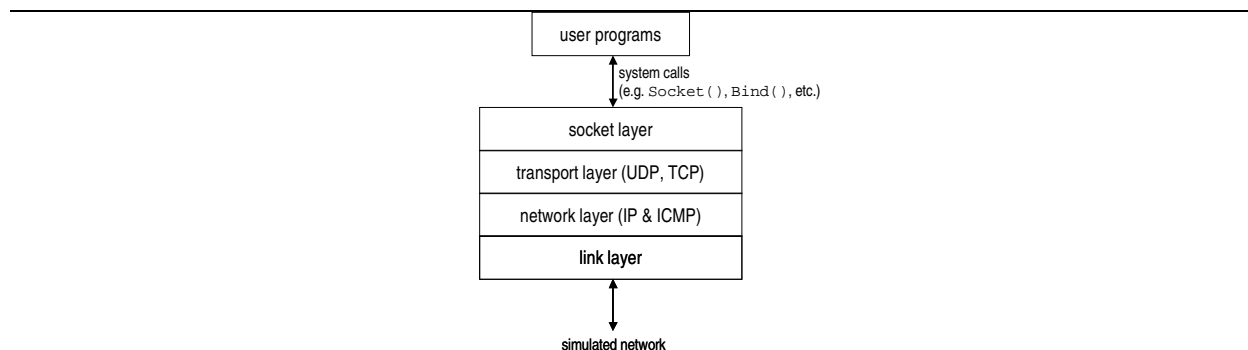 user programs
system calls
(e.g. Socket(), Bind(), etc.)
socket layer
transport layer (UDP, TCP)
network layer (IP & ICMP)
link layer
simulated network